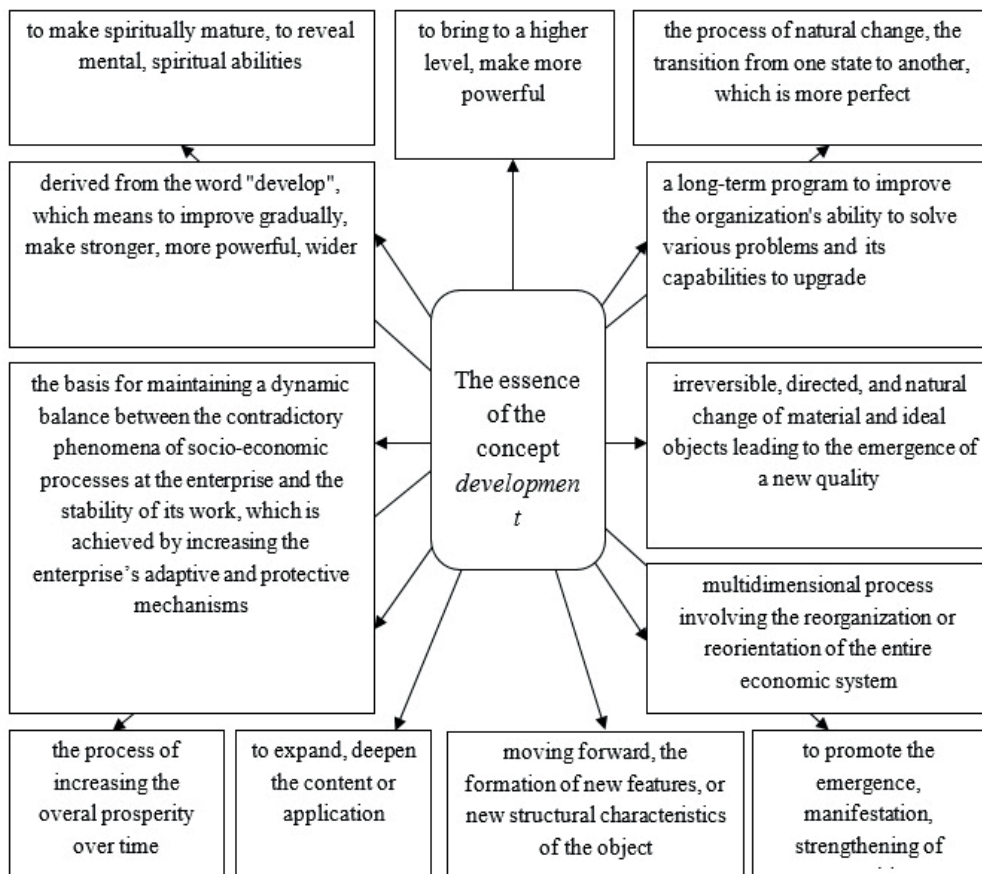 to make spiritually mature, to reveal
mental, spiritual abilities
to bring to a higher
level, make more
powerful
the process of natural change, the
transition from one state to another,
which is more perfect
derived from the word "develop",
which means to improve gradually,
make stronger, more powerful, wider
a long-term program to improve
the organization's ability to solve
various problems and its
capabilities to upgrade
The essence
of the
concept
developmen
t
the basis for maintaining a dynamic
balance between the contradictory
phenomena of socio-economic
processes at the enterprise and the
stability of its work, which is
achieved by increasing the
enterprise’s adaptive and protective
mechanisms
irreversible, directed, and natural
change of material and ideal
objects leading to the emergence of
a new quality
multidimensional process
involving the reorganization or
reorientation of the entire
economic system
the process of
increasing the
overal prosperity
over time
to expand, deepen
the content or
application
moving forward, the
formation of new features, or
new structural characteristics
of the object
to promote the
emergence,
manifestation,
strengthening of